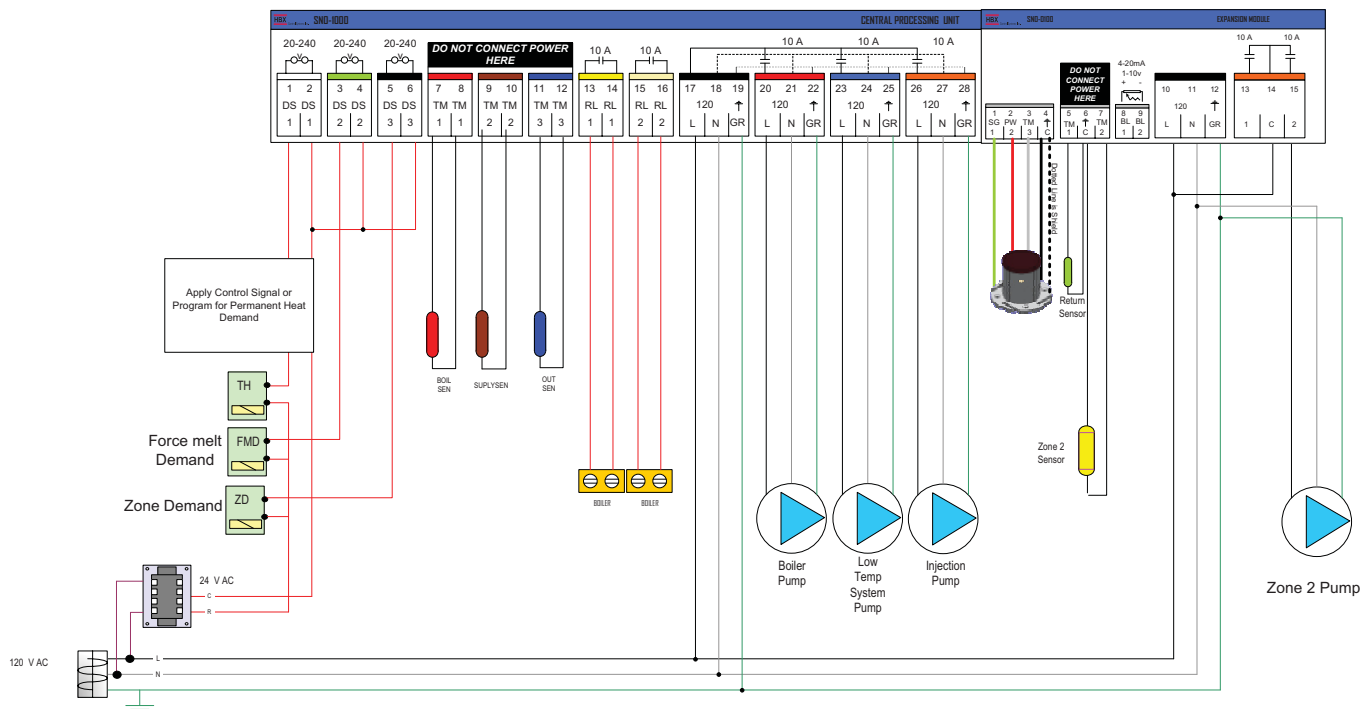 HBX SNO-1000 CENTRAL PROCESSING UNIT
HBX SNO-0100 EXPANSION MODULE
20-240 20-240 20-240
V V V
DO NOT CONNECT POWER
HERE
10 A 10 A 10 A 10 A 10 A
1 2 3 4 5 6 7 8 9 10 11 12 13 14 15 16 17 18 19 20 21 22 23 24 25 26 27 28
DS DS DS DS DS DS TM TM TM TM TM TM RL RL RL RL 120 120 120 120
1 1 2 2 3 3 1 1 2 2 3 3 1 1 2 2 L N GR L N GR L N GR L N GR
DO NOT
CONNECT
POWER
HERE
4-20mA
1-10v
+ -
10 A 10 A
1 2 3 4
SG PW TM
1 2 3 C
5 6 7
TM TM
1 C 2
8 9
BL BL
1 2
10 11 12
120
L N GR
13 14 15
1 C 2
Dotted Line is Shield
Apply Control Signal or
Program for Permanent Heat
Demand
TH
Force melt
Demand
FMD
Zone Demand
ZD
BOIL
SEN
SUPLYSEN
OUT
SEN
BOILER
BOILER
Return
Sensor
Zone 2
Sensor
Boiler
Pump
Low
Temp
System
Pump
Injection
Pump
Zone 2 Pump
24 V AC
C
R
120 V AC
L
N